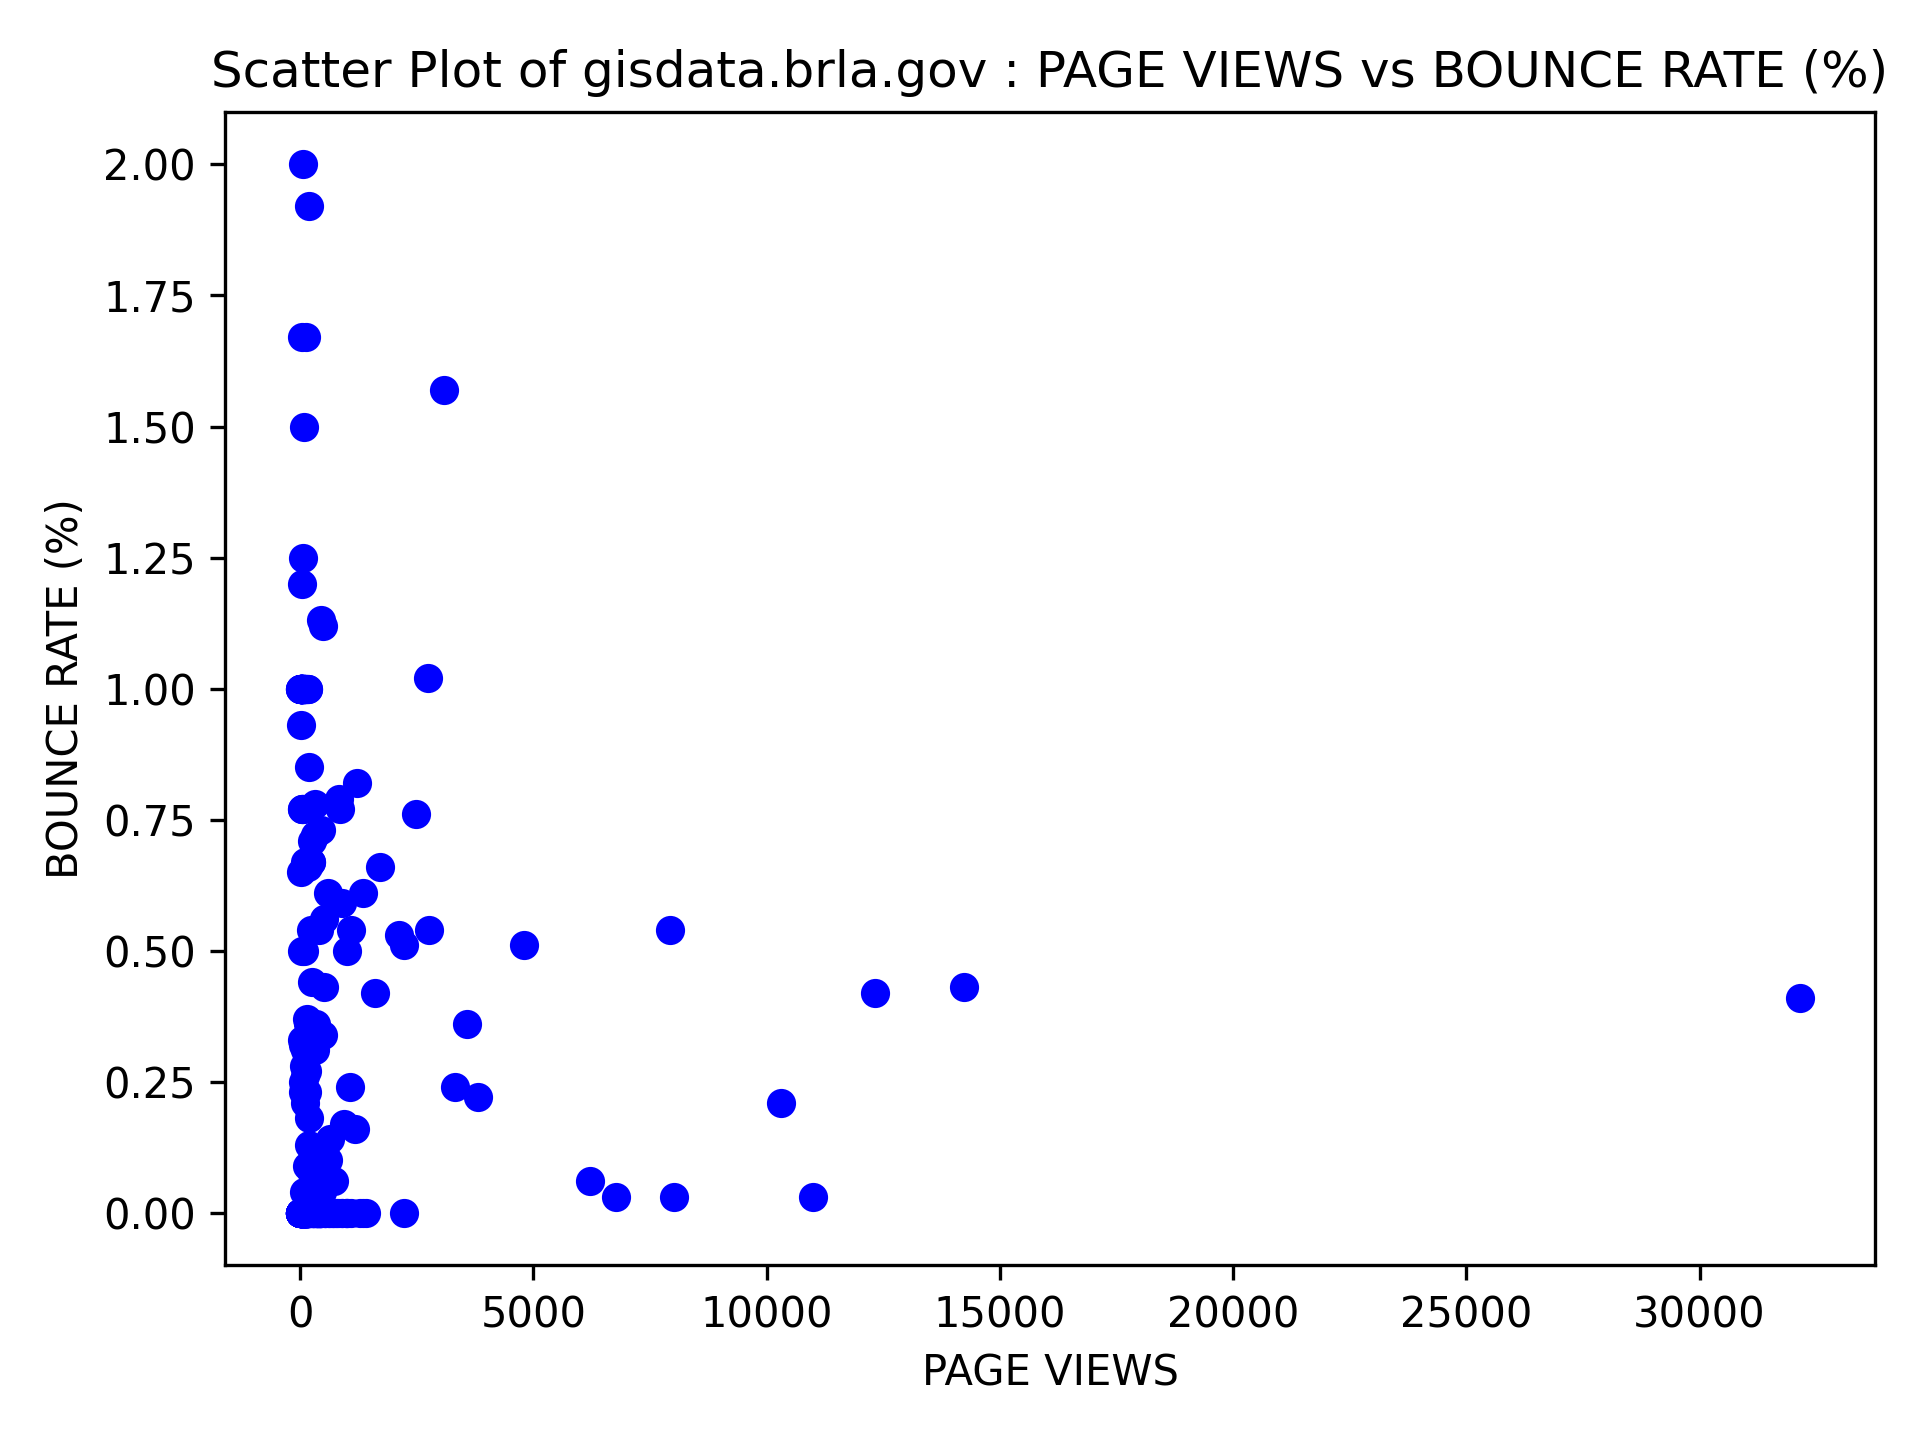 Scatter Plot of gisdata.brla.gov : PAGE VIEWS vs BOUNCE RATE (%)
BOUNCE RATE (%)
2.00
1.75
1.50
1.25
1.00
0.75
0.50
0.25
0.00
0 5000 10000 15000 20000 25000 30000
PAGE VIEWS